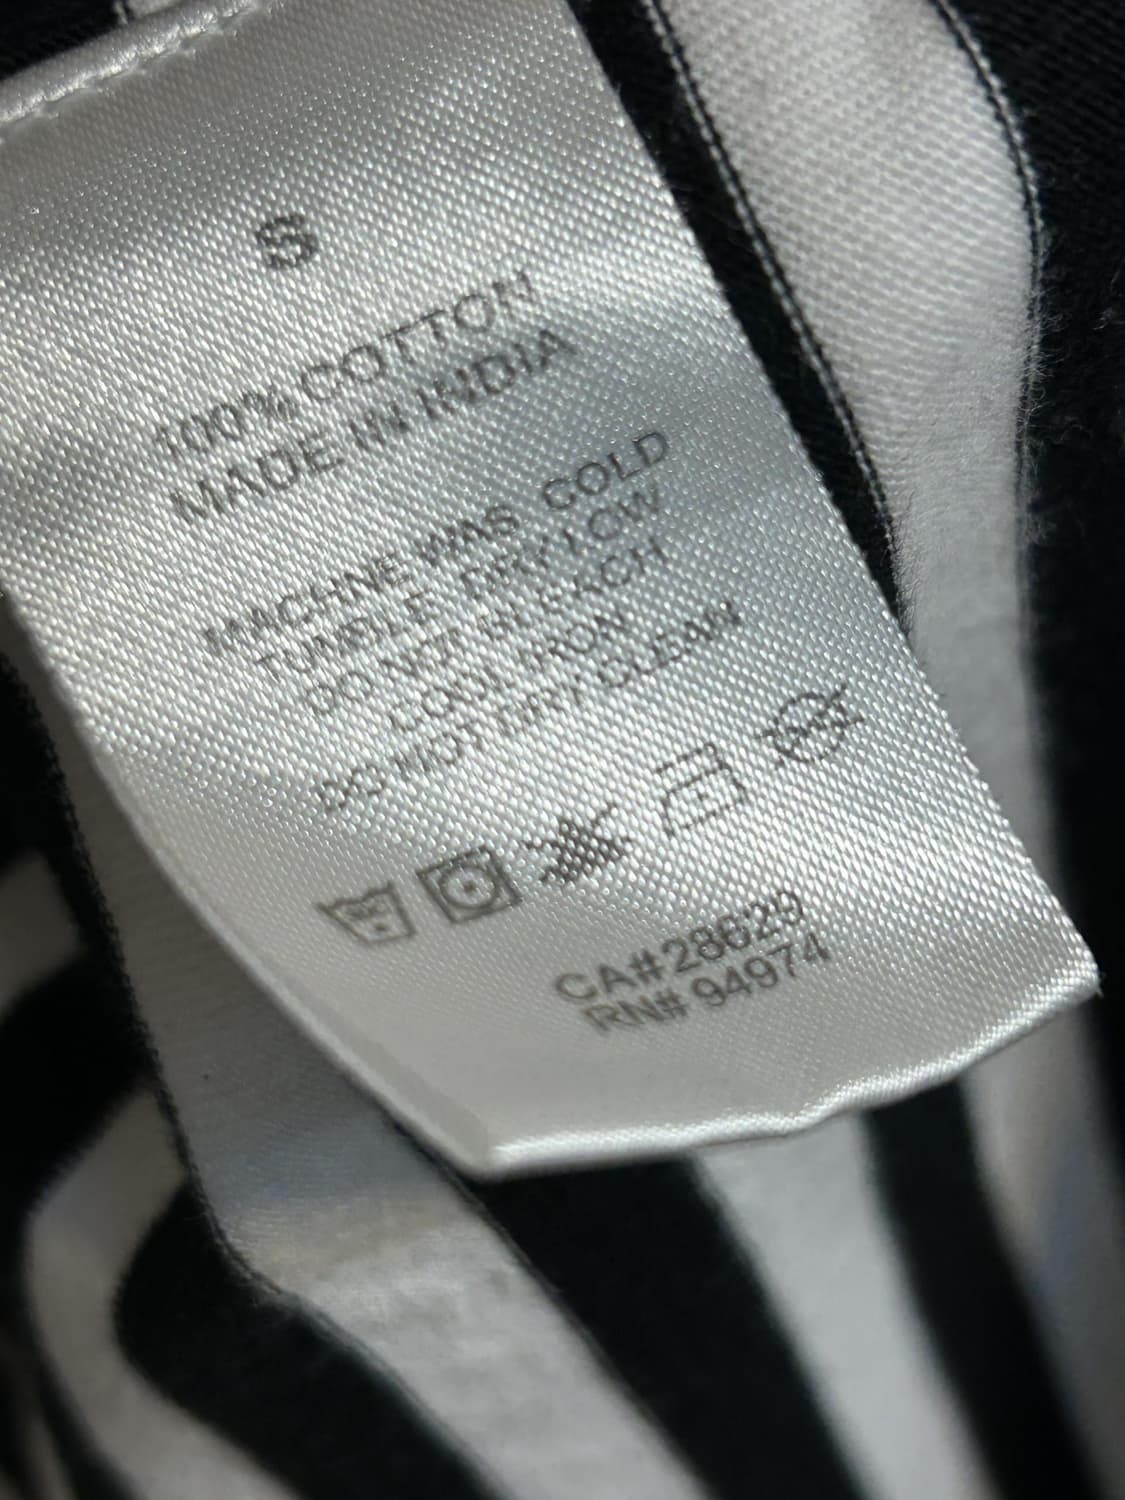 S
100% COTTON
MADE IN INDIA
MACHINE WAS COLD
TUMBLE DRY LOW
DO NOT BLEACH
COOL IRON
DO NOT DRY CLEAN
CA# 28629
RN# 94974